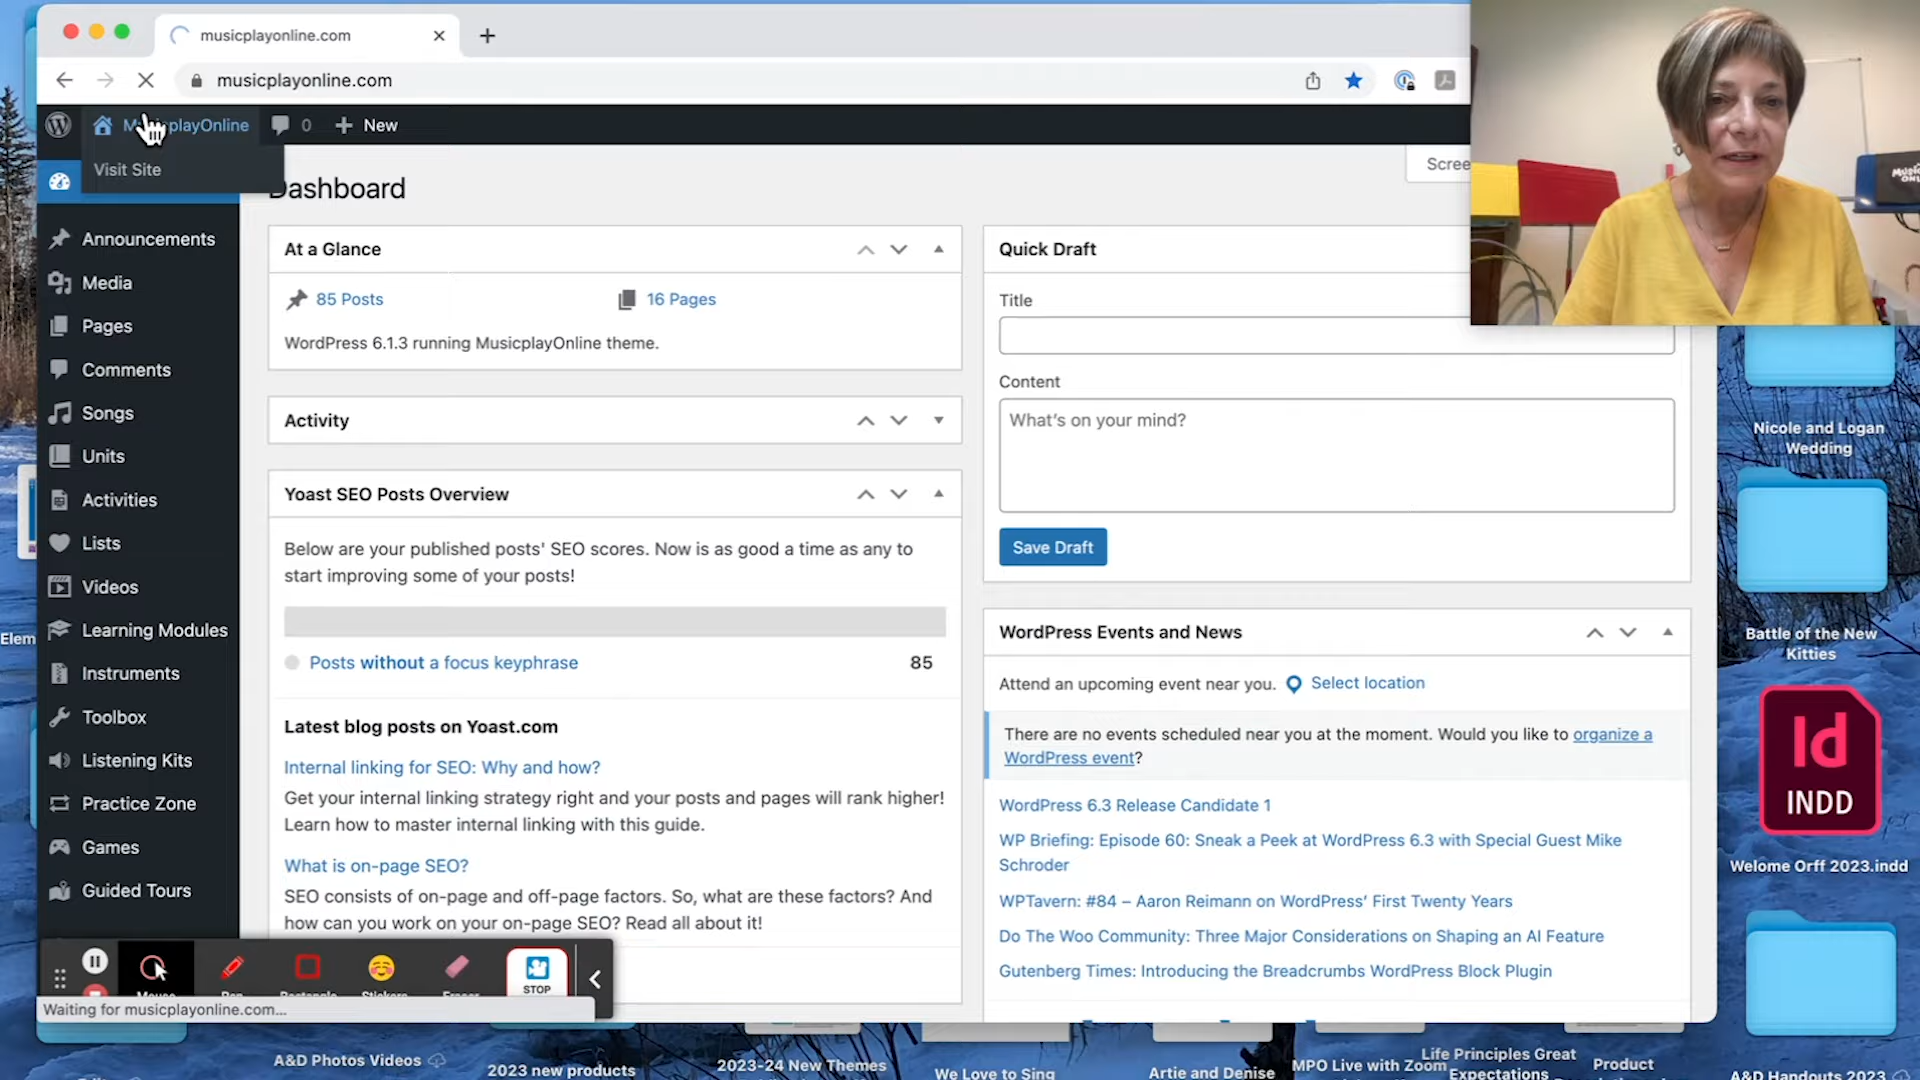 musicplayonline.com
musicplayonline.com
MusicplayOnline
0
New
Visit Site
Dashboard
Scree
Announcements
Media
Pages
Comments
Songs
Units
Activities
Lists
Videos
Learning Modules
Instruments
Toolbox
Listening Kits
Practice Zone
Games
Guided Tours
At a Glance
85 Posts
16 Pages
WordPress 6.1.3 running MusicplayOnline theme.
Activity
Yoast SEO Posts Overview
Below are your published posts' SEO scores. Now is as good a time as any to
start improving some of your posts!
Posts without a focus keyphrase
85
Latest blog posts on Yoast.com
Internal linking for SEO: Why and how?
Get your internal linking strategy right and your posts and pages will rank higher!
Learn how to master internal linking with this guide.
What is on-page SEO?
SEO consists of on-page and off-page factors. So, what are these factors? And
how can you work on your on-page SEO? Read all about it!
Quick Draft
Title
Content
What's on your mind?
Save Draft
WordPress Events and News
Attend an upcoming event near you.
Select location
There are no events scheduled near you at the moment. Would you like to organize a
WordPress event?
WordPress 6.3 Release Candidate 1
WP Briefing: Episode 60: Sneak a Peek at WordPress 6.3 with Special Guest Mike
Schroder
WPTavern: #84 – Aaron Reimann on WordPress' First Twenty Years
Do The Woo Community: Three Major Considerations on Shaping an AI Feature
Gutenberg Times: Introducing the Breadcrumbs WordPress Block Plugin
Mouse
Pen
Rectangle
Stickers
Eraser
STOP
Waiting for musicplayonline.com...
Elem
Nicole and Logan
Wedding
Battle of the New
Kitties
Id
INDD
Welome Orff 2023.indd
A&D Photos Videos
2023 new products
2023-24 New Themes
We Love to Sing
Artie and Denise
MPO Live with Zoom
Life Principles Great
Expectations
Product
A&D Handouts 2023